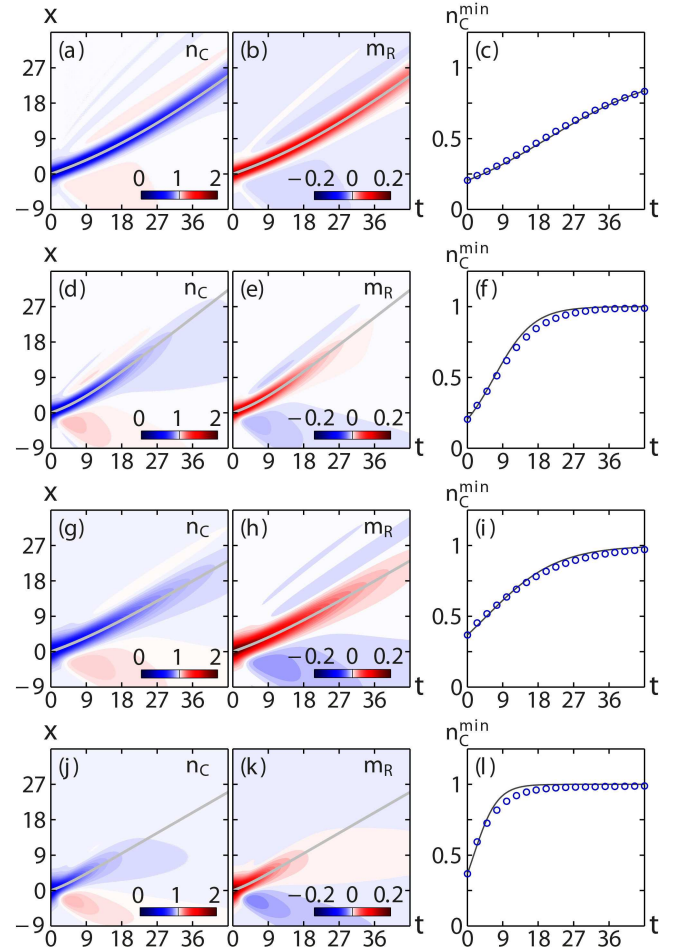 x
n_C^min
(a) n_C
(b) m_R
(c)
27
18
9
0
−9
0 1 2
−0.2 0 0.2
1
0.5
0
0 9 18 27 36
0 9 18 27 36 t
0 9 18 27 36 t
x
n_C^min
(d) n_C
(e) m_R
(f)
27
18
9
0
−9
0 1 2
−0.2 0 0.2
1
0.5
0
0 9 18 27 36
0 9 18 27 36 t
0 9 18 27 36 t
x
n_C^min
(g) n_C
(h) m_R
(i)
27
18
9
0
−9
0 1 2
−0.2 0 0.2
1
0.5
0
0 9 18 27 36
0 9 18 27 36 t
0 9 18 27 36 t
x
n_C^min
(j) n_C
(k) m_R
(l)
27
18
9
0
−9
0 1 2
−0.2 0 0.2
1
0.5
0
0 9 18 27 36
0 9 18 27 36 t
0 9 18 27 36 t